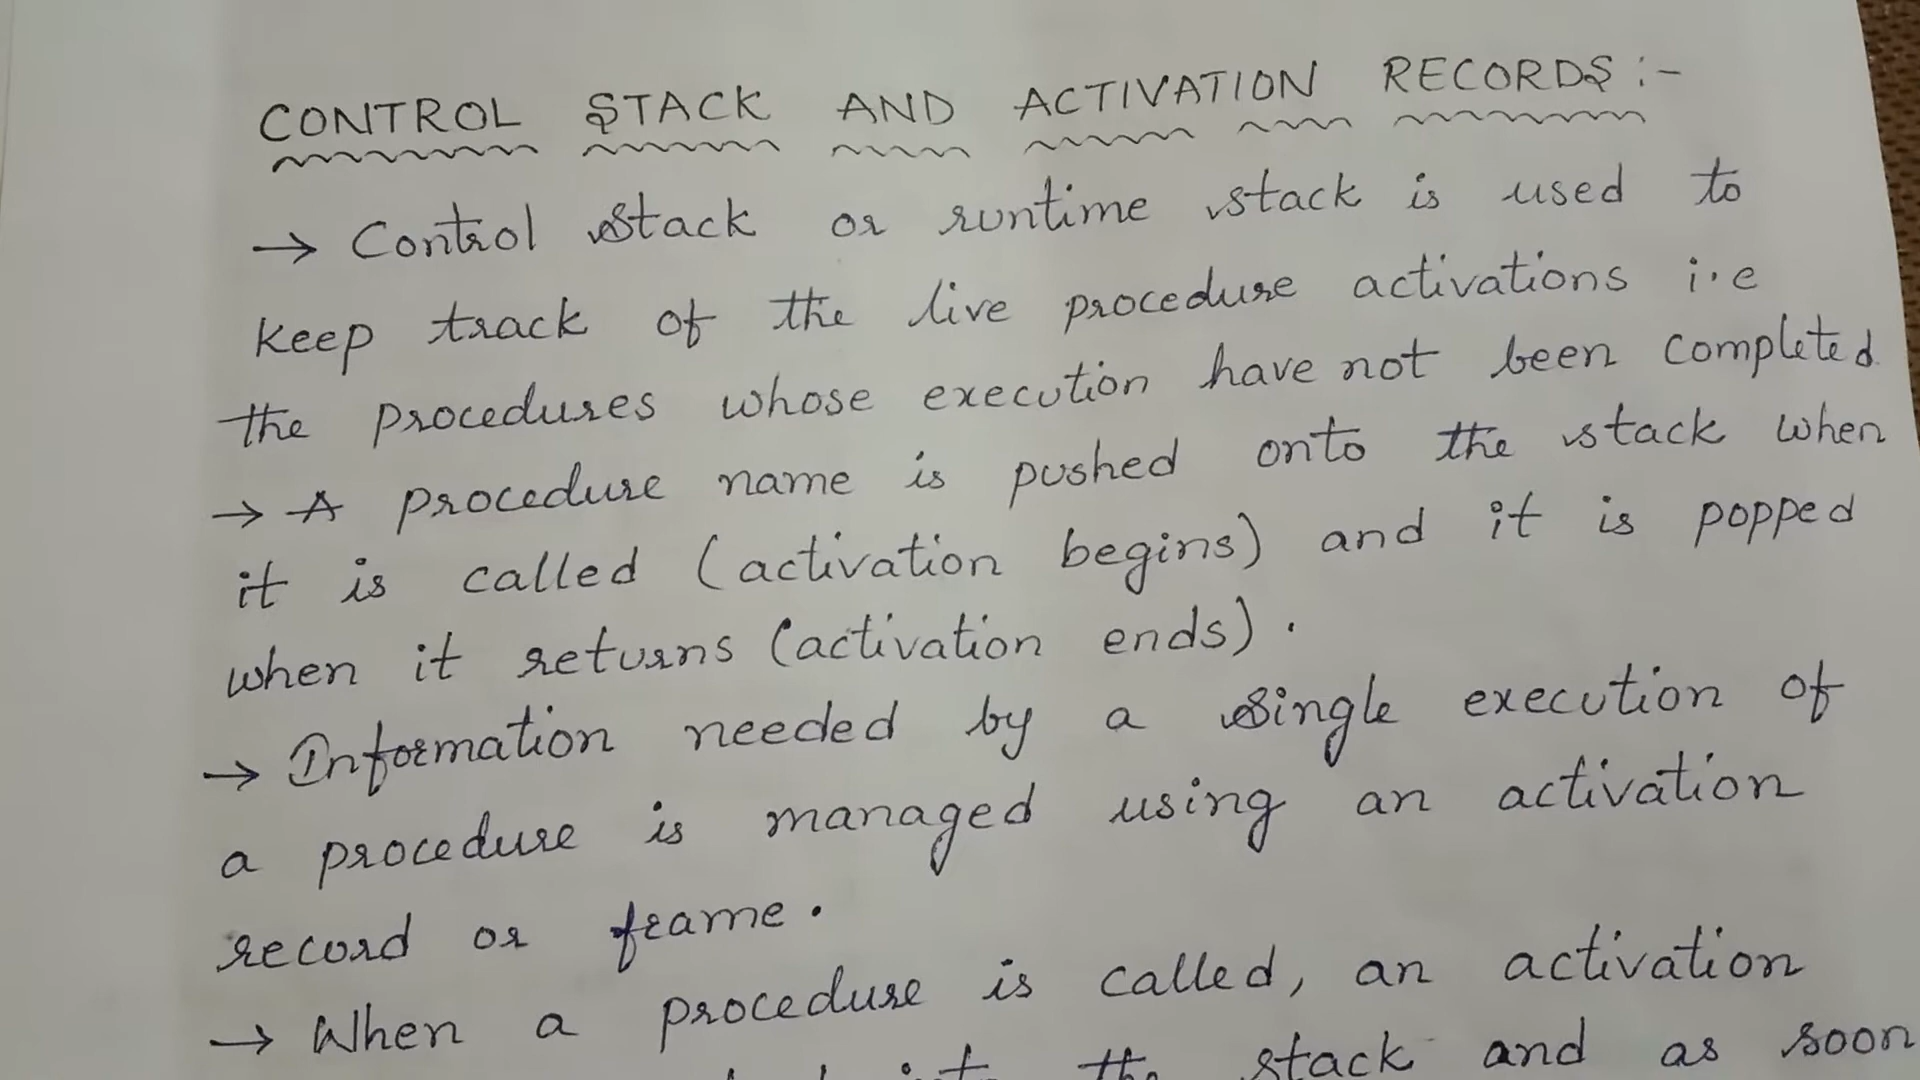 CONTROL STACK AND ACTIVATION RECORDS :-
→ Control stack or runtime stack is used to
keep track of the live procedure activations i.e
the procedures whose execution have not been completed
→ A procedure name is pushed onto the stack when
it is called (activation begins) and it is popped
when it returns (activation ends).
→ Information needed by a single execution of
a procedure is managed using an activation
record or frame.
→ When a procedure is called, an activation
the stack and as soon